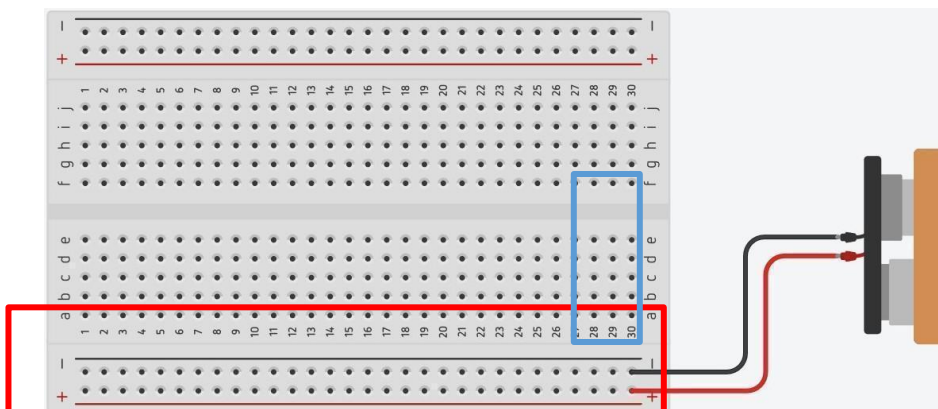 − −
+ +
1 2 3 4 5 6 7 8 9 10 11 12 13 14 15 16 17 18 19 20 21 22 23 24 25 26 27 28 29 30
j j
i i
h h
g g
f f
e e
d d
c c
b b
a a
1 2 3 4 5 6 7 8 9 10 11 12 13 14 15 16 17 18 19 20 21 22 23 24 25 26 27 28 29 30
− −
+ +